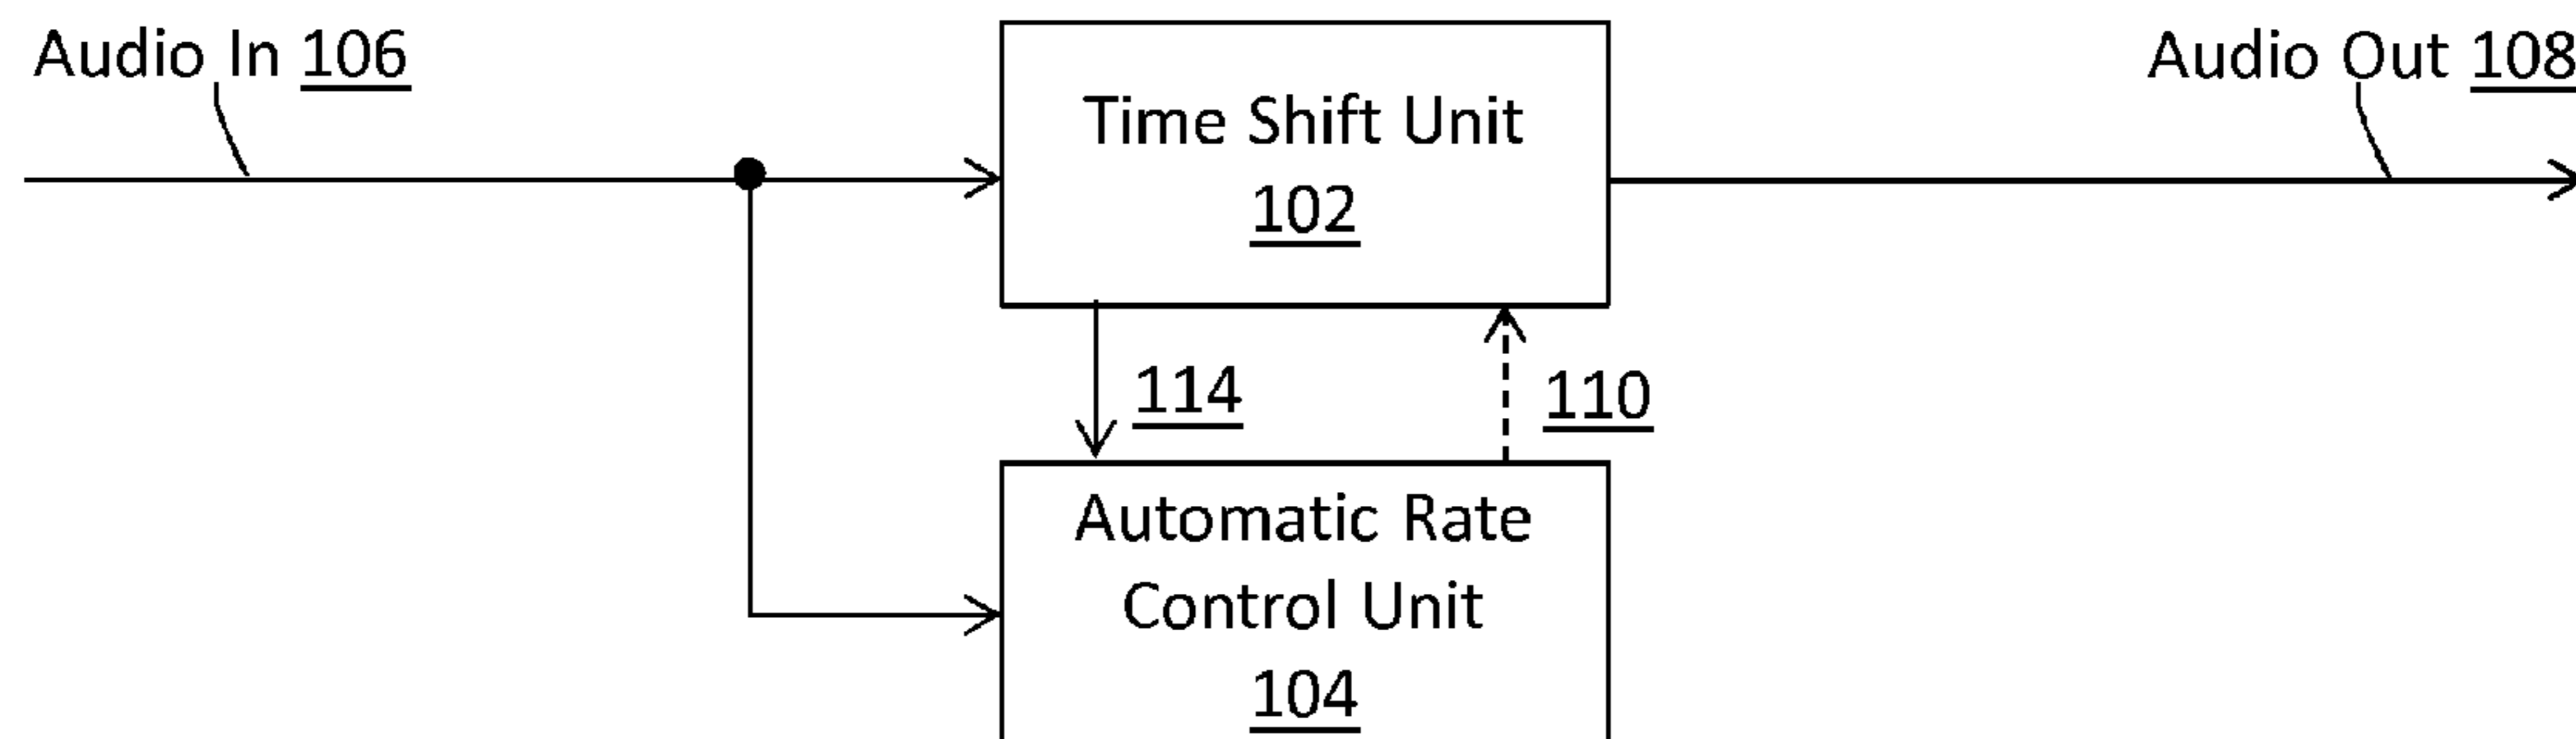 Audio In 106
Audio Out 108
Time Shift Unit
102
114
110
Automatic Rate
Control Unit
104